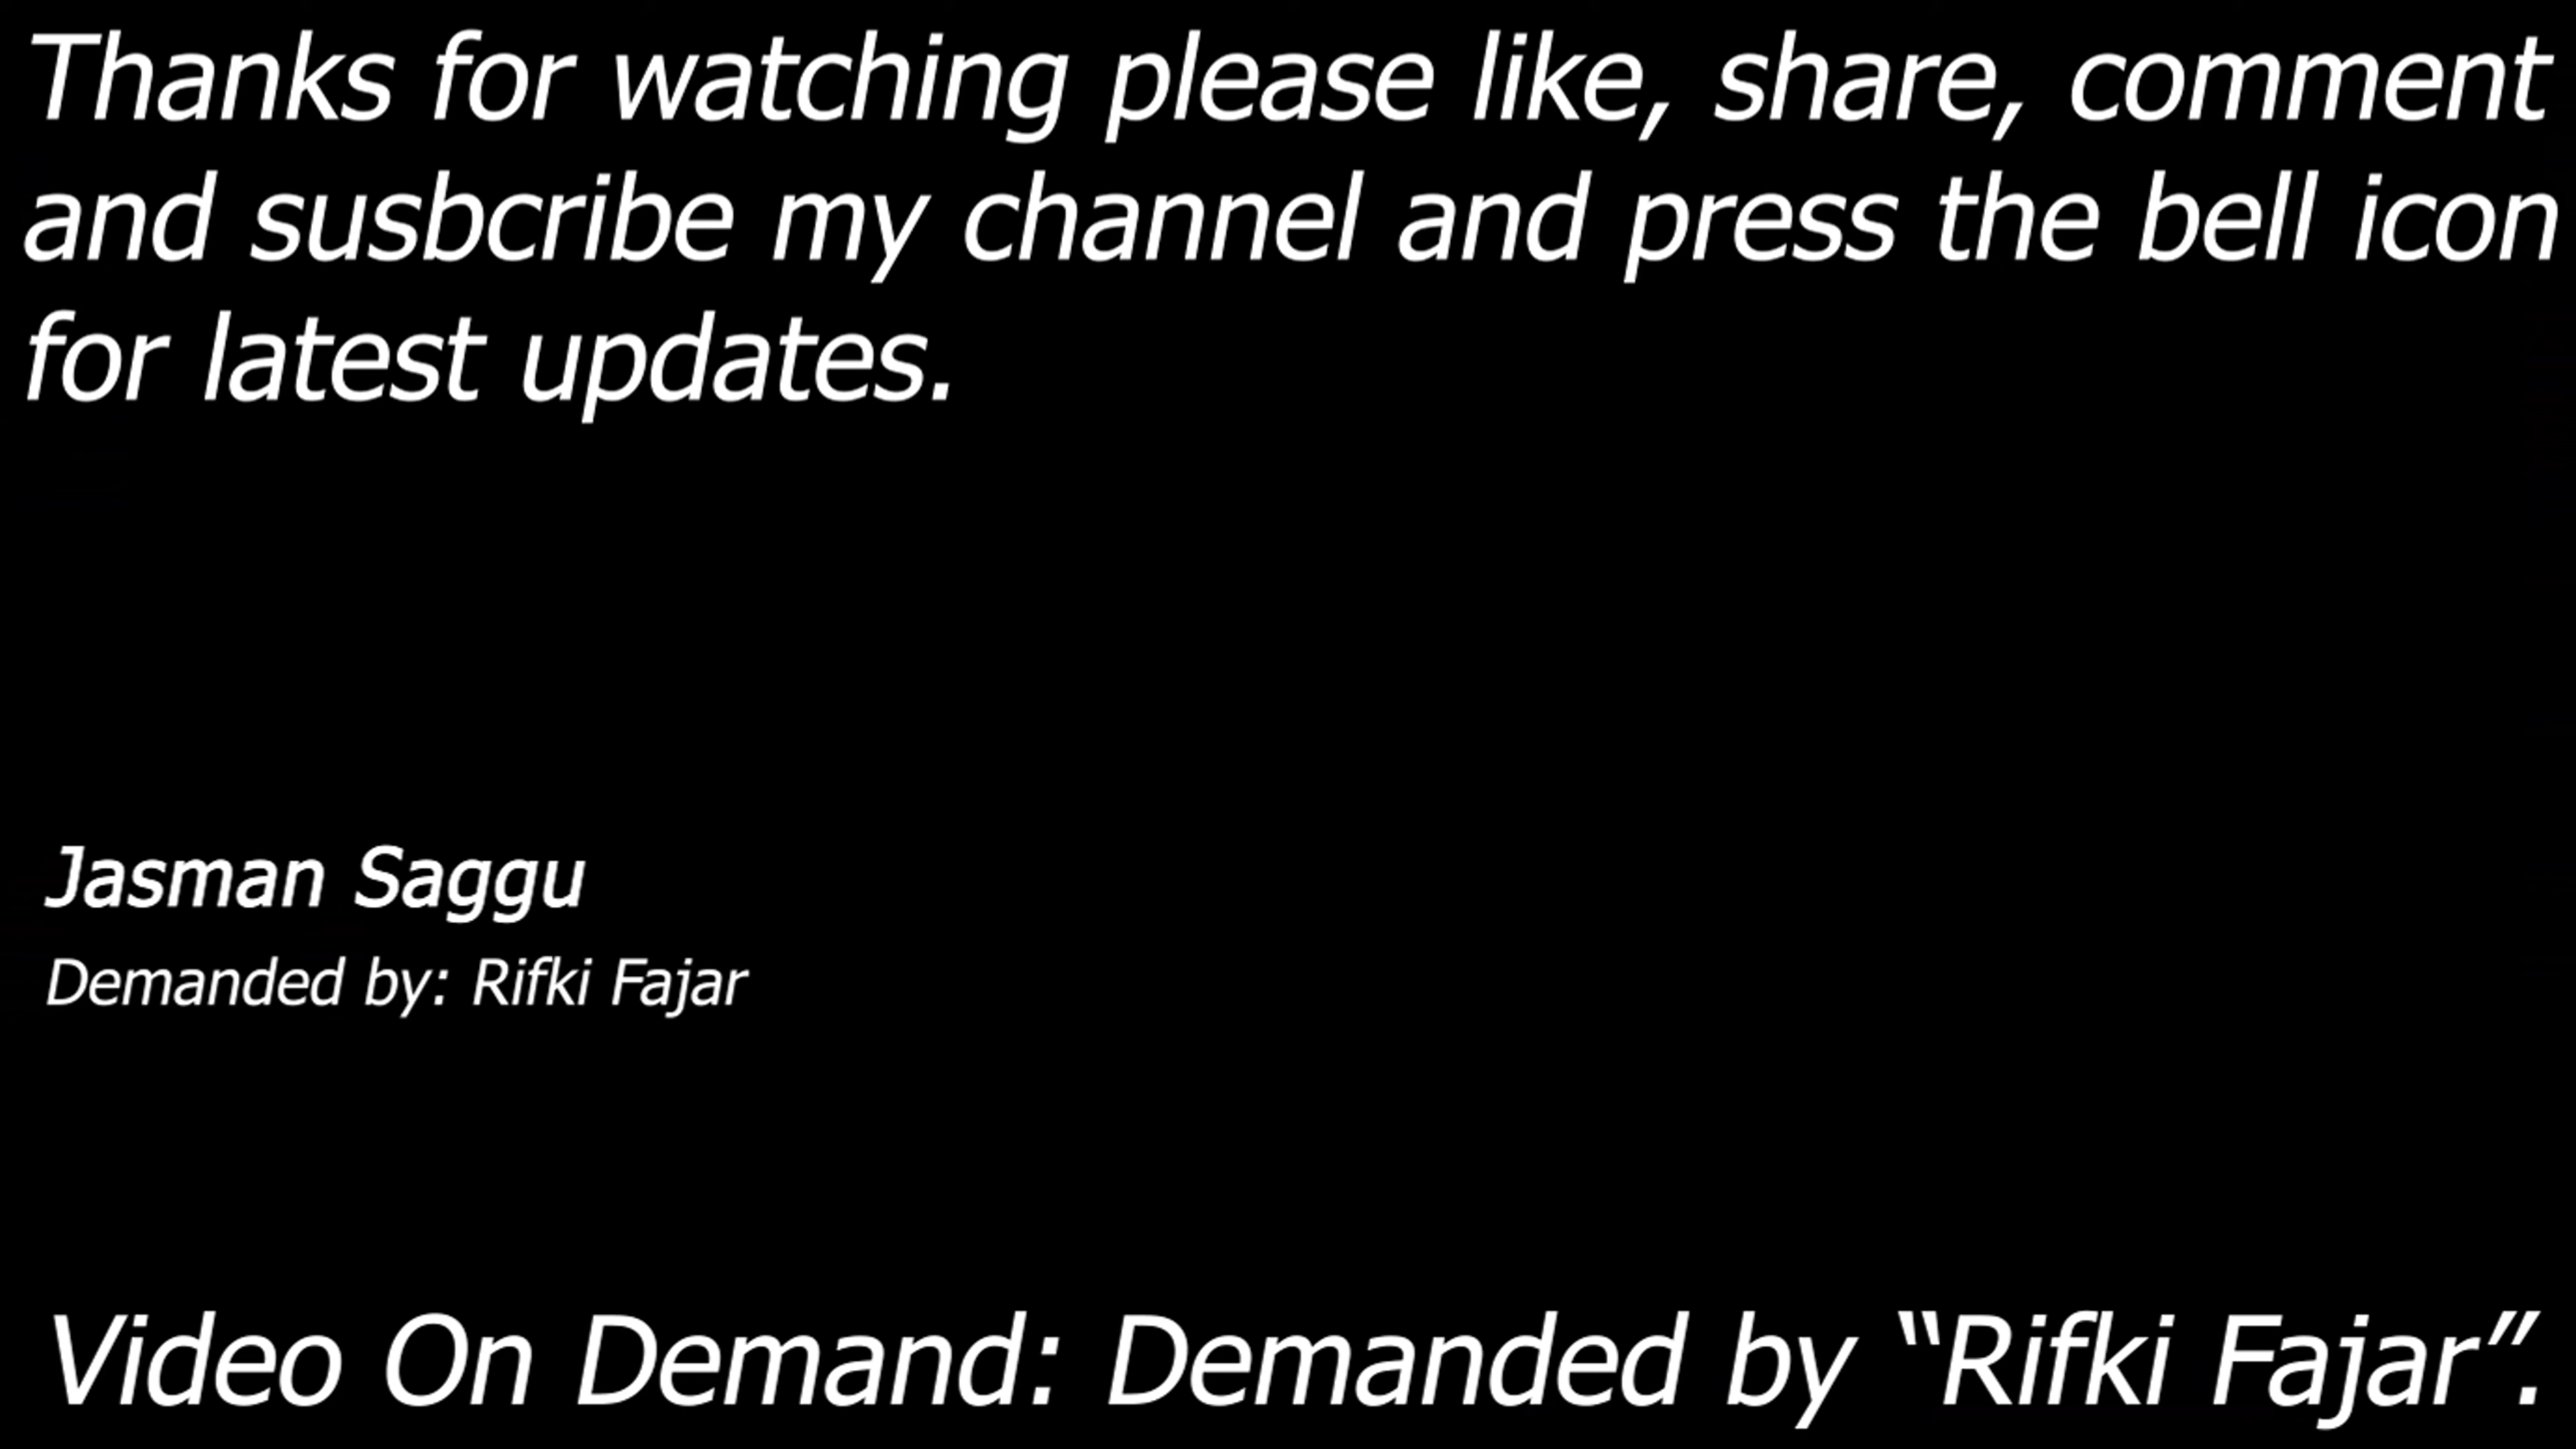 Thanks for watching please like, share, comment
and susbcribe my channel and press the bell icon
for latest updates.
Jasman Saggu
Demanded by: Rifki Fajar
Video On Demand: Demanded by “Rifki Fajar”.